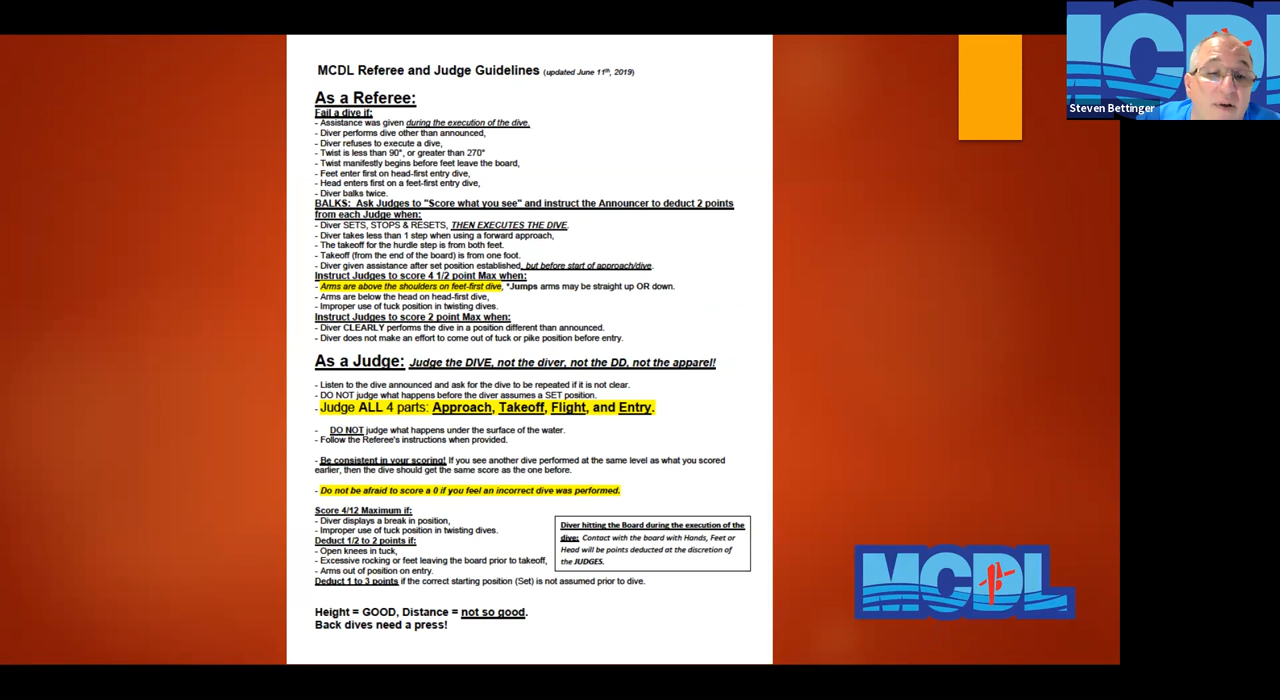 MCDL Referee and Judge Guidelines (updated June 11th, 2019)
As a Referee:
Fail a dive if:
- Assistance was given during the execution of the dive,
- Diver performs dive other than announced,
- Diver refuses to execute a dive,
- Twist is less than 90°, or greater than 270°
- Twist manifestly begins before feet leave the board,
- Feet enter first on head-first entry dive,
- Head enters first on a feet-first entry dive,
- Diver balks twice.
BALKS: Ask Judges to "Score what you see" and instruct the Announcer to deduct 2 points
from each Judge when:
- Diver SETS, STOPS & RESETS, THEN EXECUTES THE DIVE.
- Diver takes less than 1 step when using a forward approach,
- The takeoff for the hurdle step is from both feet.
- Takeoff (from the end of the board) is from one foot.
- Diver given assistance after set position established, but before start of approach/dive.
Instruct Judges to score 4 1/2 point Max when:
- Arms are above the shoulders on feet-first dive, *Jumps arms may be straight up OR down.
- Arms are below the head on head-first dive,
- Improper use of tuck position in twisting dives.
Instruct Judges to score 2 point Max when:
- Diver CLEARLY performs the dive in a position different than announced.
- Diver does not make an effort to come out of tuck or pike position before entry.
As a Judge: Judge the DIVE, not the diver, not the DD, not the apparel!
- Listen to the dive announced and ask for the dive to be repeated if it is not clear.
- DO NOT judge what happens before the diver assumes a SET position.
- Judge ALL 4 parts: Approach, Takeoff, Flight, and Entry.
- DO NOT judge what happens under the surface of the water.
- Follow the Referee's instructions when provided.
- Be consistent in your scoring! If you see another dive performed at the same level as what you scored
earlier, then the dive should get the same score as the one before.
- Do not be afraid to score a 0 if you feel an incorrect dive was performed.
Score 4/12 Maximum if:
- Diver displays a break in position,
- Improper use of tuck position in twisting dives.
Deduct 1/2 to 2 points if:
- Open knees in tuck,
- Excessive rocking or feet leaving the board prior to takeoff,
- Arms out of position on entry.
Deduct 1 to 3 points if the correct starting position (Set) is not assumed prior to dive.
Diver hitting the Board during the execution of the
dive: Contact with the board with Hands, Feet or
Head will be points deducted at the discretion of
the JUDGES.
Height = GOOD, Distance = not so good.
Back dives need a press!
MCDL
MCDL
Steven Bettinger